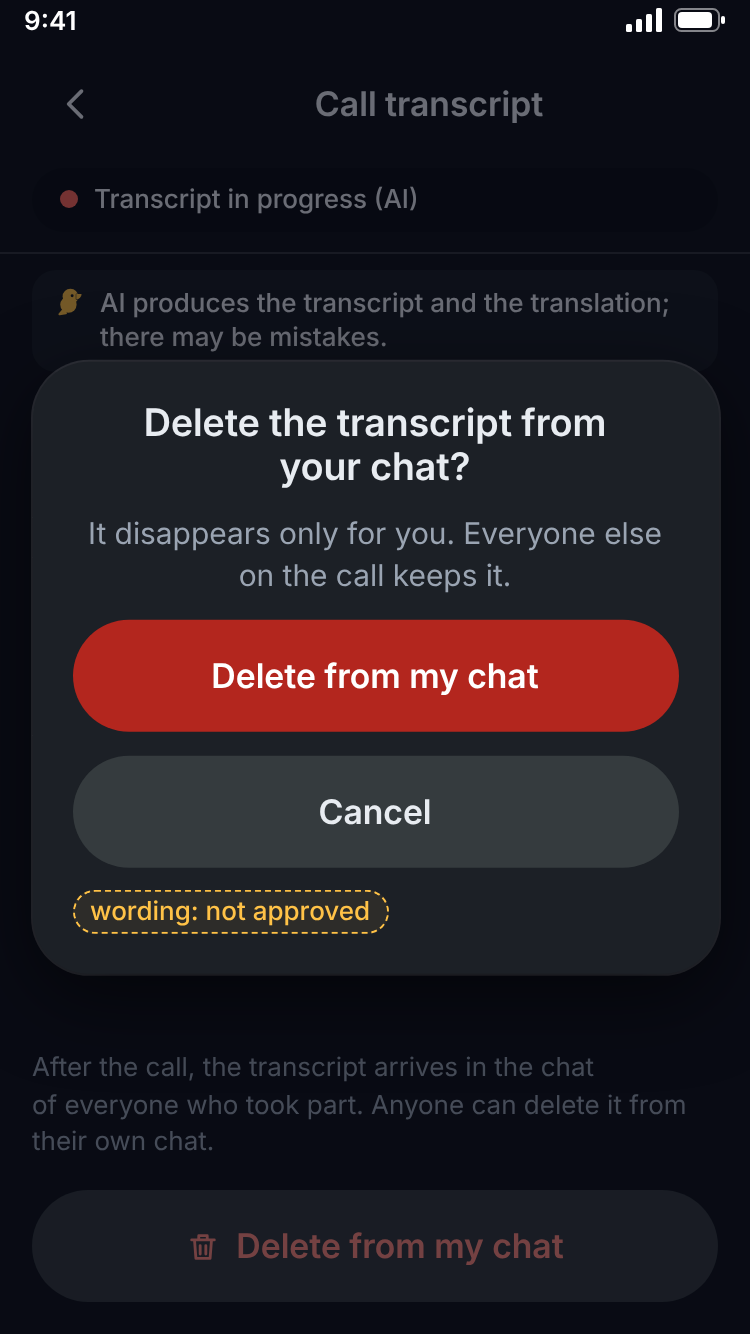 9:41
Call transcript
Transcript in progress (AI)
AI produces the transcript and the translation;
there may be mistakes.
Delete the transcript from
your chat?
It disappears only for you. Everyone else
on the call keeps it.
Delete from my chat
Cancel
wording: not approved
After the call, the transcript arrives in the chat
of everyone who took part. Anyone can delete it from
their own chat.
Delete from my chat